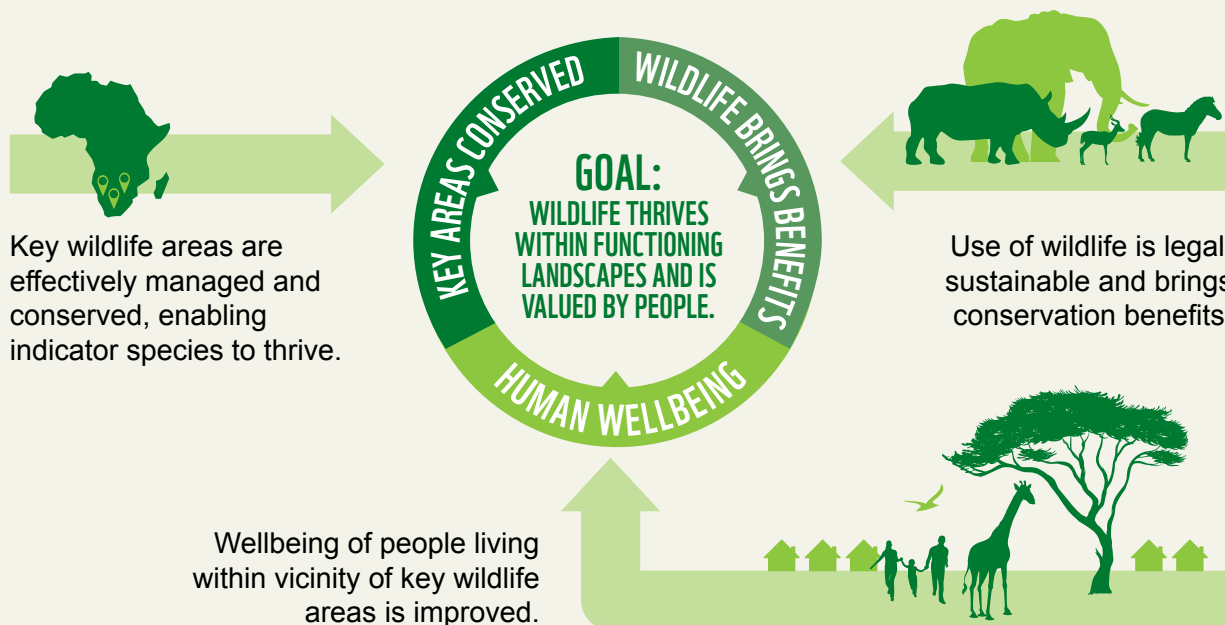 KEY AREAS CONSERVED
WILDLIFE BRINGS BENEFITS
HUMAN WELLBEING
GOAL:
WILDLIFE THRIVES
WITHIN FUNCTIONING
LANDSCAPES AND IS
VALUED BY PEOPLE.
Key wildlife areas are
effectively managed and
conserved, enabling
indicator species to thrive.
Use of wildlife is legal
sustainable and brings
conservation benefits
Wellbeing of people living
within vicinity of key wildlife
areas is improved.